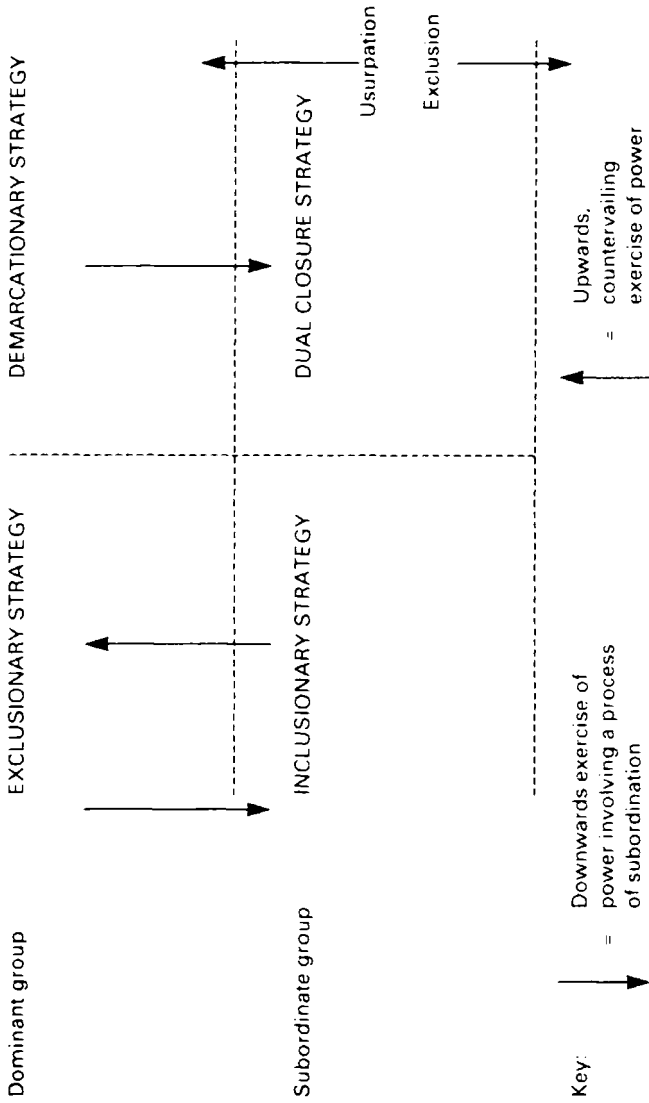 Dominant group
EXCLUSIONARY STRATEGY
DEMARCATIONARY STRATEGY
Subordinate group
INCLUSIONARY STRATEGY
DUAL CLOSURE STRATEGY
Usurpation
Exclusion
Key:
= Downwards exercise of
power involving a process
of subordination
= Upwards,
countervailing
exercise of power